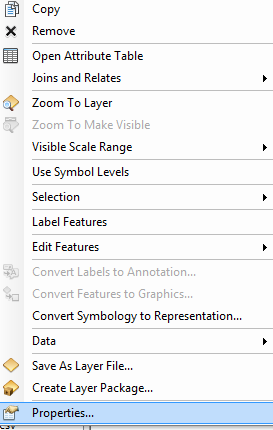 Copy
Remove
Open Attribute Table
Joins and Relates
Zoom To Layer
Zoom To Make Visible
Visible Scale Range
Use Symbol Levels
Selection
Label Features
Edit Features
Convert Labels to Annotation...
Convert Features to Graphics...
Convert Symbology to Representation...
Data
Save As Layer File...
Create Layer Package...
Properties...